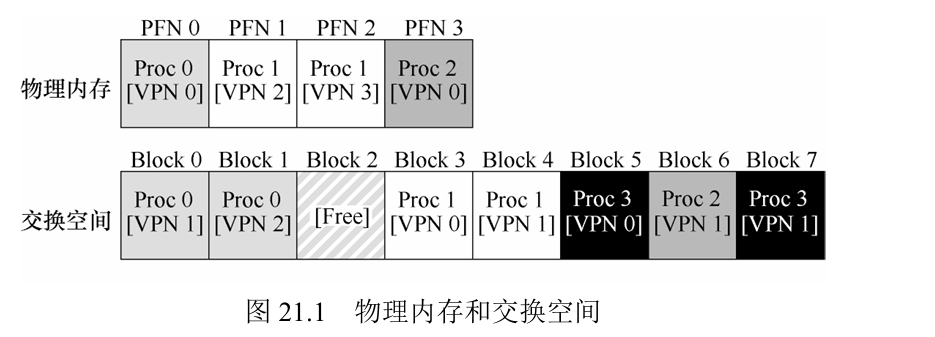 PFN 0 PFN 1 PFN 2 PFN 3
物理内存 Proc 0 Proc 1 Proc 1 Proc 2
[VPN 0] [VPN 2] [VPN 3] [VPN 0]
Block 0 Block 1 Block 2 Block 3 Block 4 Block 5 Block 6 Block 7
交换空间 Proc 0 Proc 0 [Free] Proc 1 Proc 1 Proc 3 Proc 2 Proc 3
[VPN 1] [VPN 2] [VPN 0] [VPN 1] [VPN 0] [VPN 1] [VPN 1]
图 21.1 物理内存和交换空间